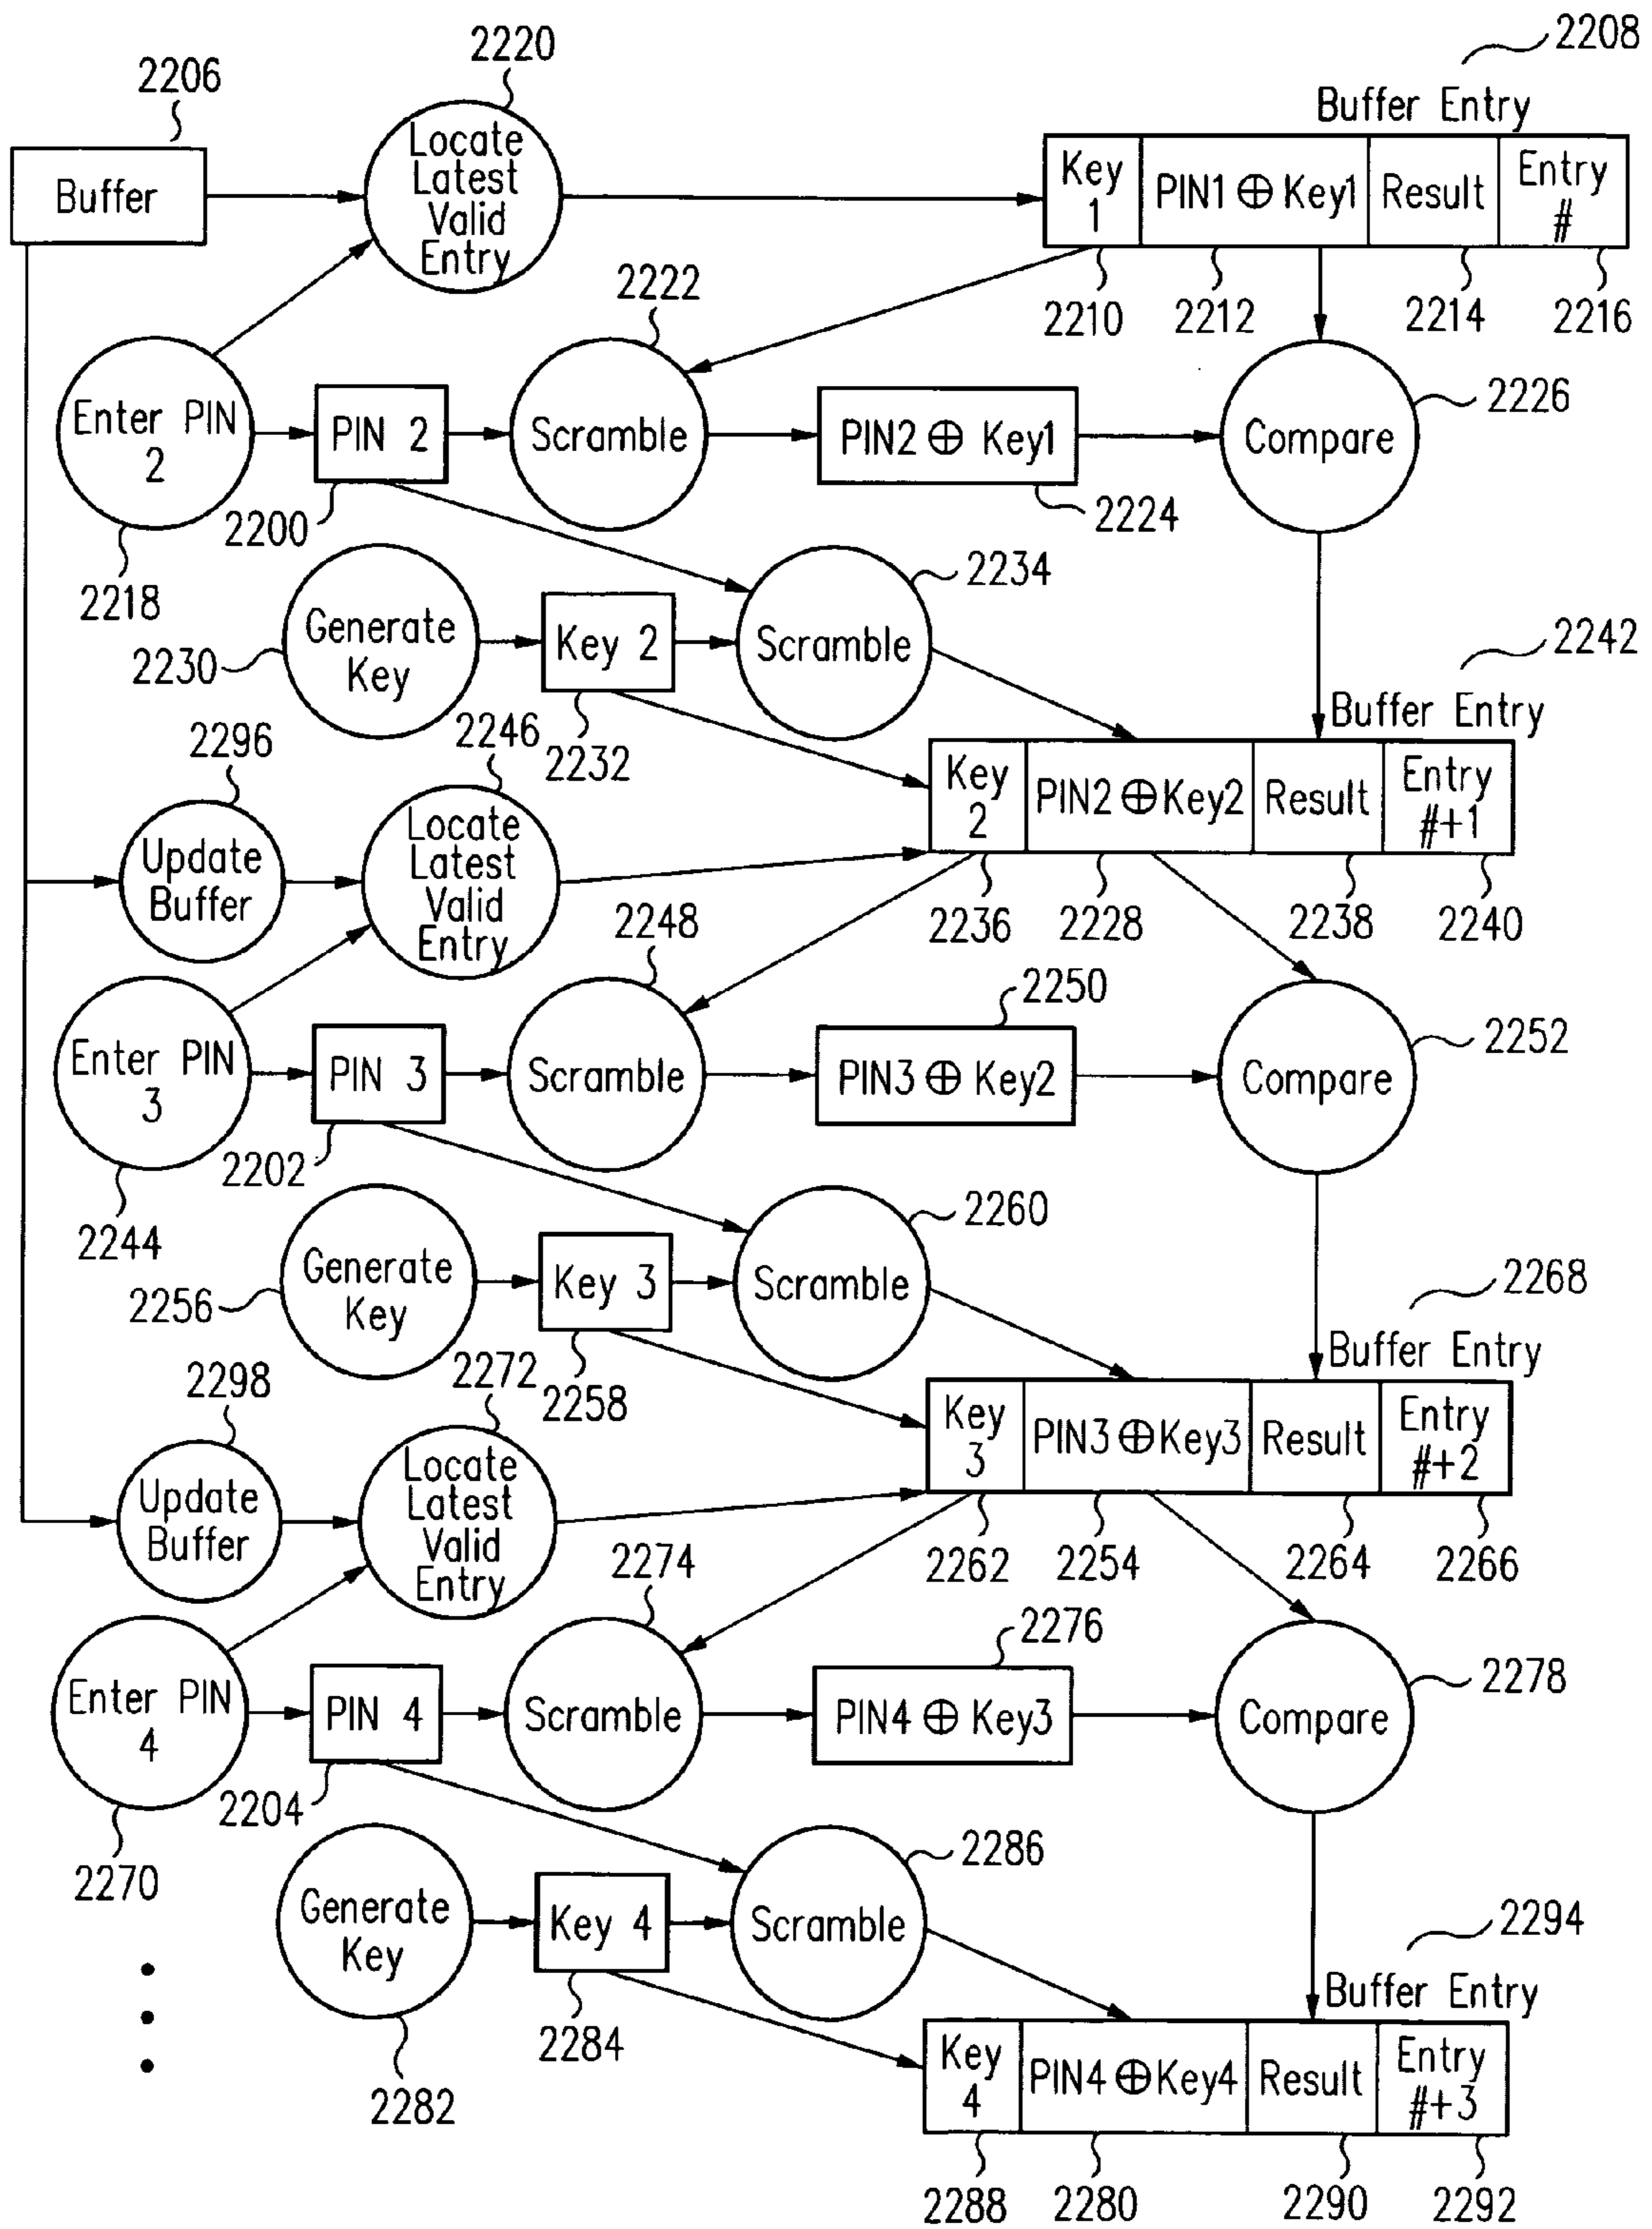 2208
2220
2206
Buffer Entry
Locate
Latest
Valid
Entry
Buffer
Key
1
PIN1 ⊕ Key1
Result
Entry
#
2222
2210
2212
2214
2216
Enter PIN
2
PIN 2
Scramble
PIN2 ⊕ Key1
Compare
2226
2200
2224
2218
2234
Generate
Key
Key 2
Scramble
2230
2242
2246
2232
Buffer Entry
2296
Key
2
PIN2 ⊕ Key2
Result
Entry
#+1
Update
Buffer
Locate
Latest
Valid
Entry
2248
2236
2228
2238
2240
2250
Enter PIN
3
PIN 3
Scramble
PIN3 ⊕ Key2
Compare
2252
2202
2244
2260
Generate
Key
Key 3
Scramble
2256
2268
2272
2258
Buffer Entry
2298
Key
3
PIN3 ⊕ Key3
Result
Entry
#+2
Update
Buffer
Locate
Latest
Valid
Entry
2274
2262
2254
2264
2266
2276
Enter PIN
4
PIN 4
Scramble
PIN4 ⊕ Key3
Compare
2278
2204
2270
2286
Generate
Key
Key 4
Scramble
2294
Buffer Entry
2284
2282
Key
4
PIN4 ⊕ Key4
Result
Entry
#+3
2288
2280
2290
2292